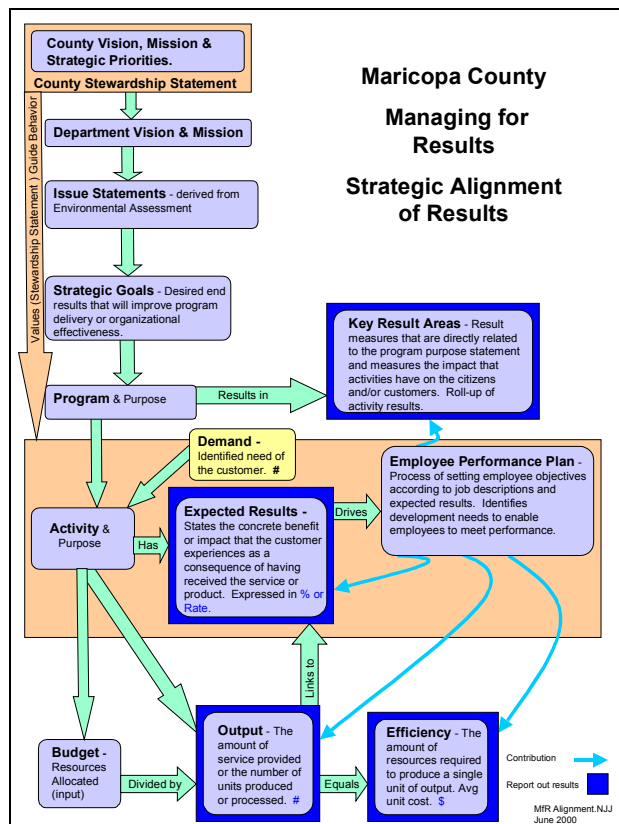 County Vision, Mission &
Strategic Priorities.
County Stewardship Statement
Maricopa County
Managing for
Results
Strategic Alignment
of Results
Values (Stewardship Statement ) Guide Behavior
Department Vision & Mission
Issue Statements - derived from
Environmental Assessment
Strategic Goals - Desired end
results that will improve program
delivery or organizational
effectiveness.
Key Result Areas - Result
measures that are directly related
to the program purpose statement
and measures the impact that
activities have on the citizens
and/or customers. Roll-up of
activity results.
Program & Purpose
Results in
Demand -
Identified need of
the customer. #
Employee Performance Plan -
Process of setting employee objectives
according to job descriptions and
expected results. Identifies
development needs to enable
employees to meet performance.
Activity &
Purpose
Has
Expected Results -
States the concrete benefit
or impact that the customer
experiences as a
consequence of having
received the service or
product. Expressed in % or
Rate.
Drives
Links to
Budget -
Resources
Allocated
(input)
Divided by
Output - The
amount of
service provided
or the number of
units produced
or processed. #
Equals
Efficiency - The
amount of
resources required
to produce a single
unit of output. Avg
unit cost. $
Contribution
Report out results
MfR Alignment.NJJ
June 2000